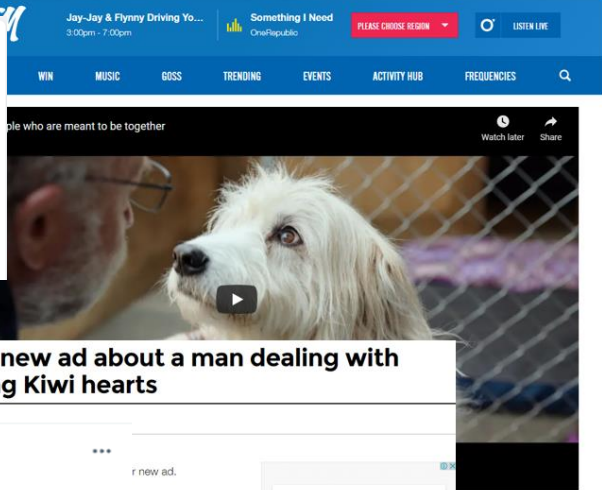 Jay-Jay & Flynny Driving Yo...
3:00pm - 7:00pm
Something I Need
OneRepublic
PLEASE CHOOSE REGION
LISTEN LIVE
WIN
MUSIC
GOSS
TRENDING
EVENTS
ACTIVITY HUB
FREQUENCIES
ple who are meant to be together
Watch later
Share
new ad about a man dealing with
g Kiwi hearts
r new ad.